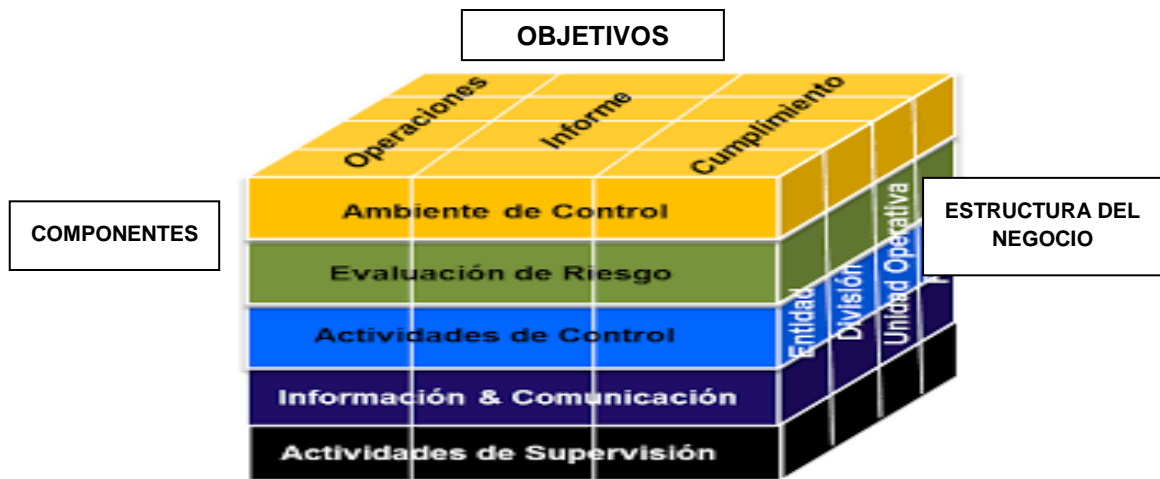 OBJETIVOS
Operaciones
Informe
Cumplimiento
COMPONENTES
ESTRUCTURA DEL
NEGOCIO
Ambiente de Control
Evaluación de Riesgo
Actividades de Control
Información & Comunicación
Actividades de Supervisión
Entidad
División
Unidad Operativa